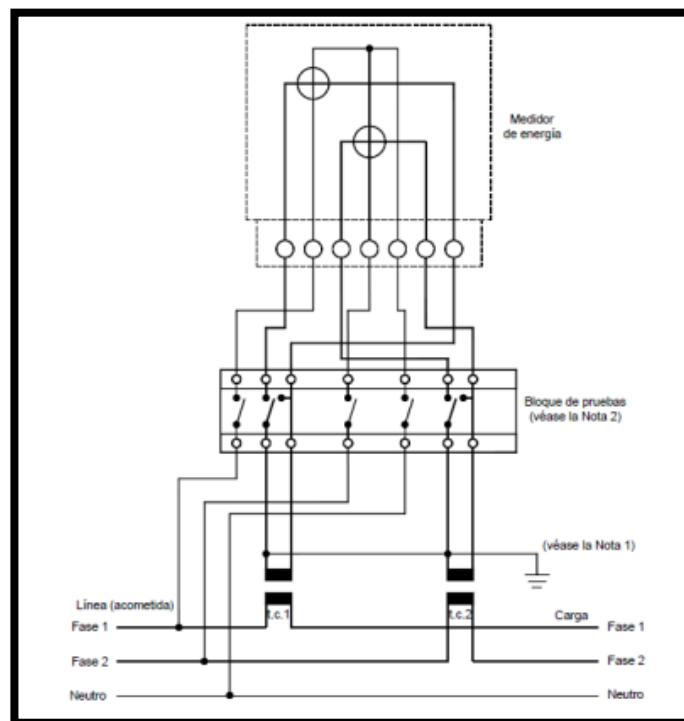 Medidor
de energía
Bloque de pruebas
(véase la Nota 2)
(véase la Nota 1)
Línea (acometida)
t.c.1
t.c.2
Carga
Fase 1
Fase 1
Fase 2
Fase 2
Neutro
Neutro